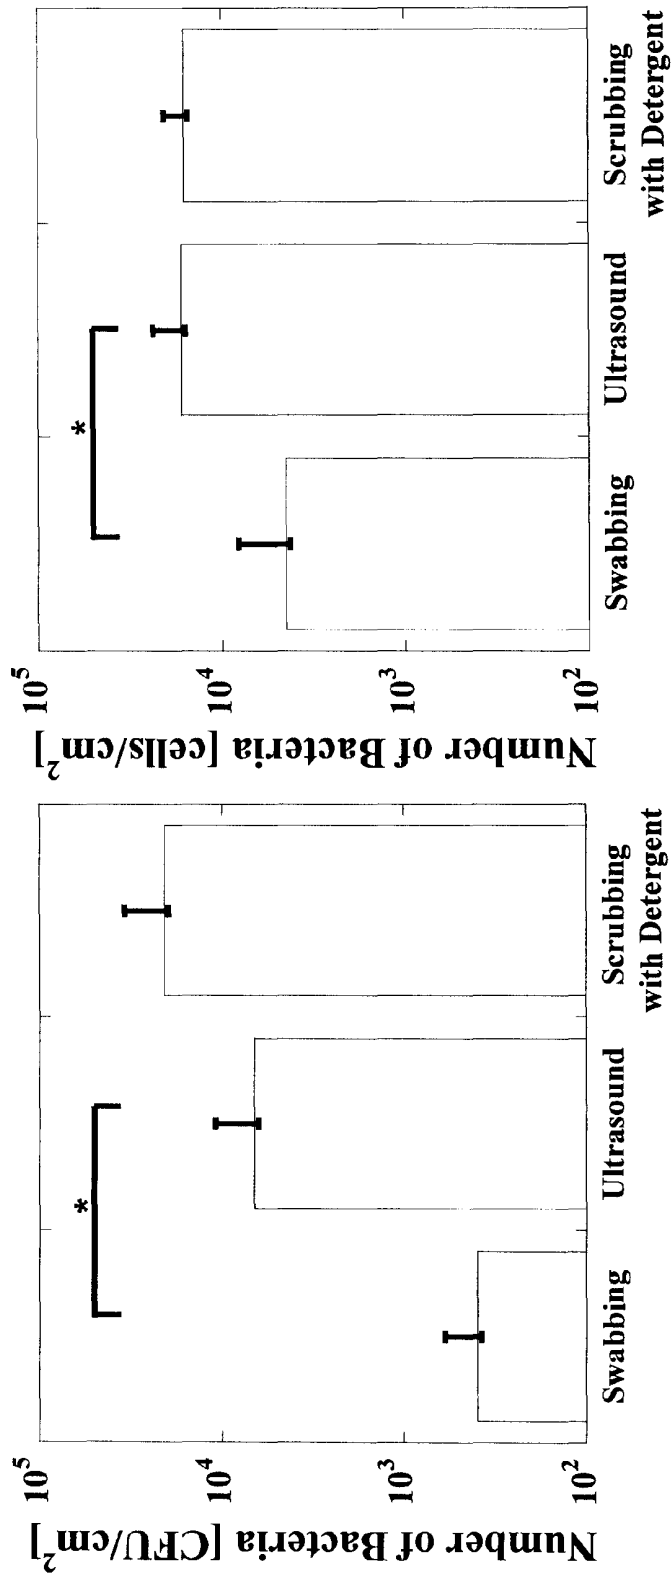 Number of Bacteria [CFU/cm²]
10⁵
10⁴
10³
10²
*
Swabbing
Ultrasound
Scrubbing
with Detergent
Number of Bacteria [cells/cm²]
10⁵
10⁴
10³
10²
*
Swabbing
Ultrasound
Scrubbing
with Detergent